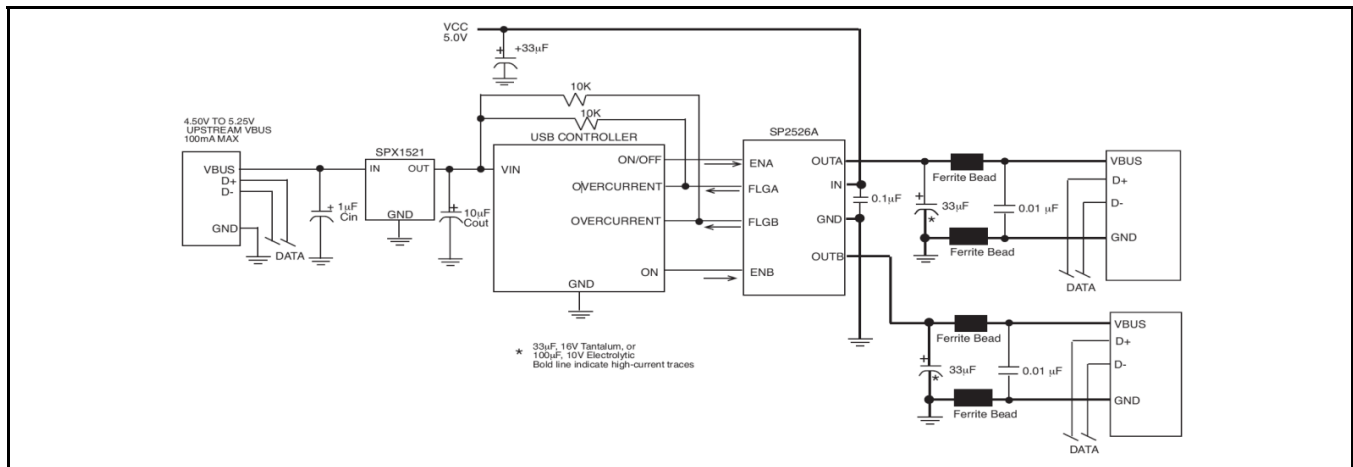 VCC
5.0V
+33µF
+
10K
10K
4.50V TO 5.25V
UPSTREAM VBUS
100mA MAX
VBUS
D+
D-
GND
DATA
+
1µF
Cin
SPX1521
IN
OUT
GND
+
10µF
Cout
USB CONTROLLER
VIN
ON/OFF
OVERCURRENT
OVERCURRENT
ON
GND
SP2526A
ENA
FLGA
FLGB
ENB
OUTA
IN
GND
OUTB
0.1µF
+
33µF
*
Ferrite Bead
0.01 µF
Ferrite Bead
VBUS
D+
D-
GND
DATA
+
33µF
*
Ferrite Bead
0.01 µF
Ferrite Bead
VBUS
D+
D-
GND
DATA
* 33µF, 16V Tantalum, or
100µF, 10V Electrolytic
Bold line indicate high-current traces